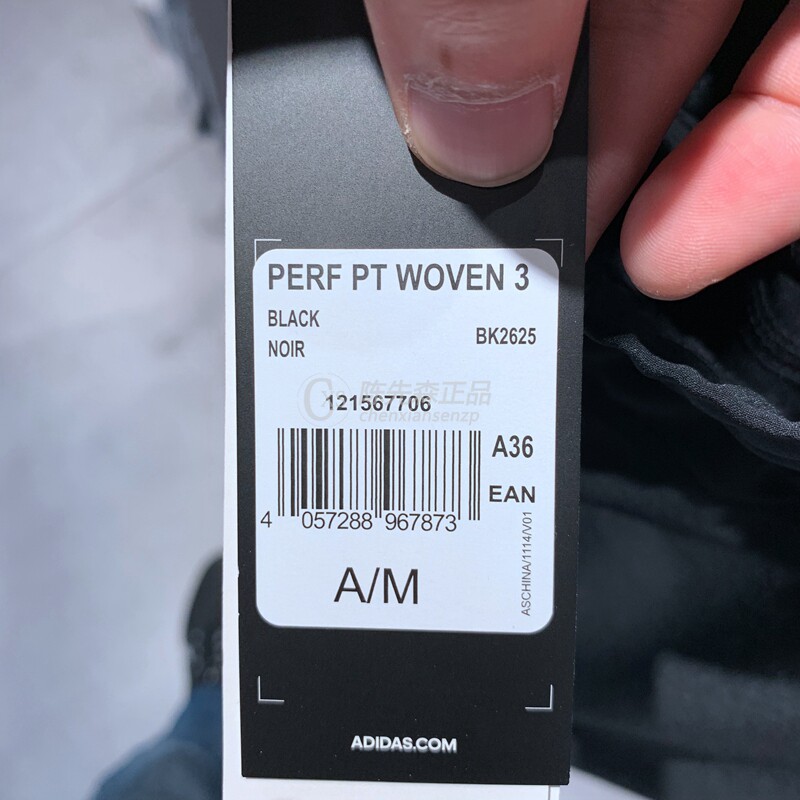 PERF PT WOVEN 3
BLACK
NOIR
BK2625
陈先森正品
chenxiansenzp
121567706
A36
EAN
4 057288 967873
A/M
ASCHINA/1114/V01
ADIDAS.COM